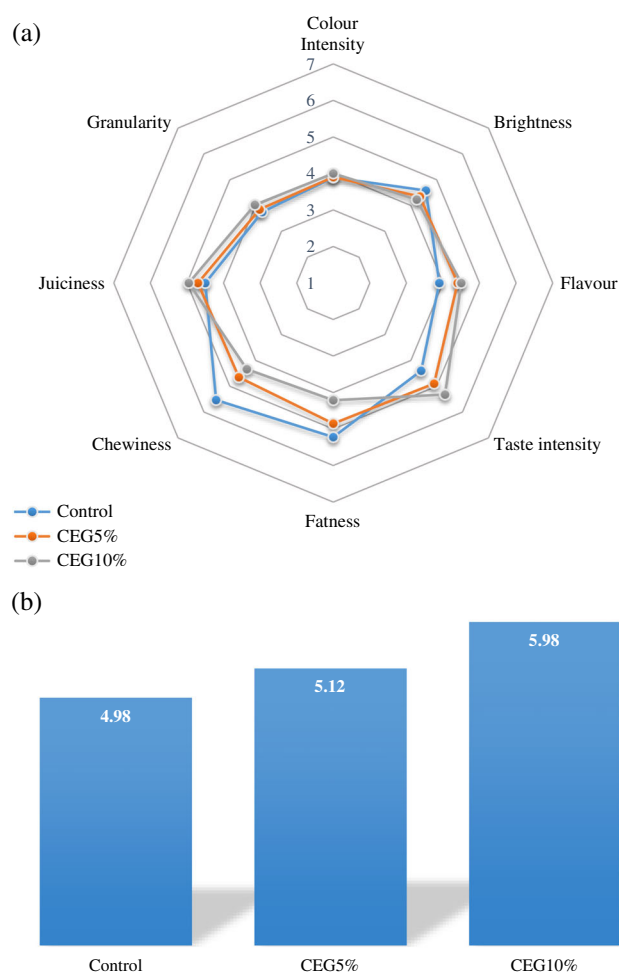 (a)
Colour
Intensity
7
6
5
4
3
2
1
Granularity
Brightness
Juiciness
Flavour
Chewiness
Taste intensity
Fatness
Control
CEG5%
CEG10%
(b)
4.98
5.12
5.98
Control
CEG5%
CEG10%